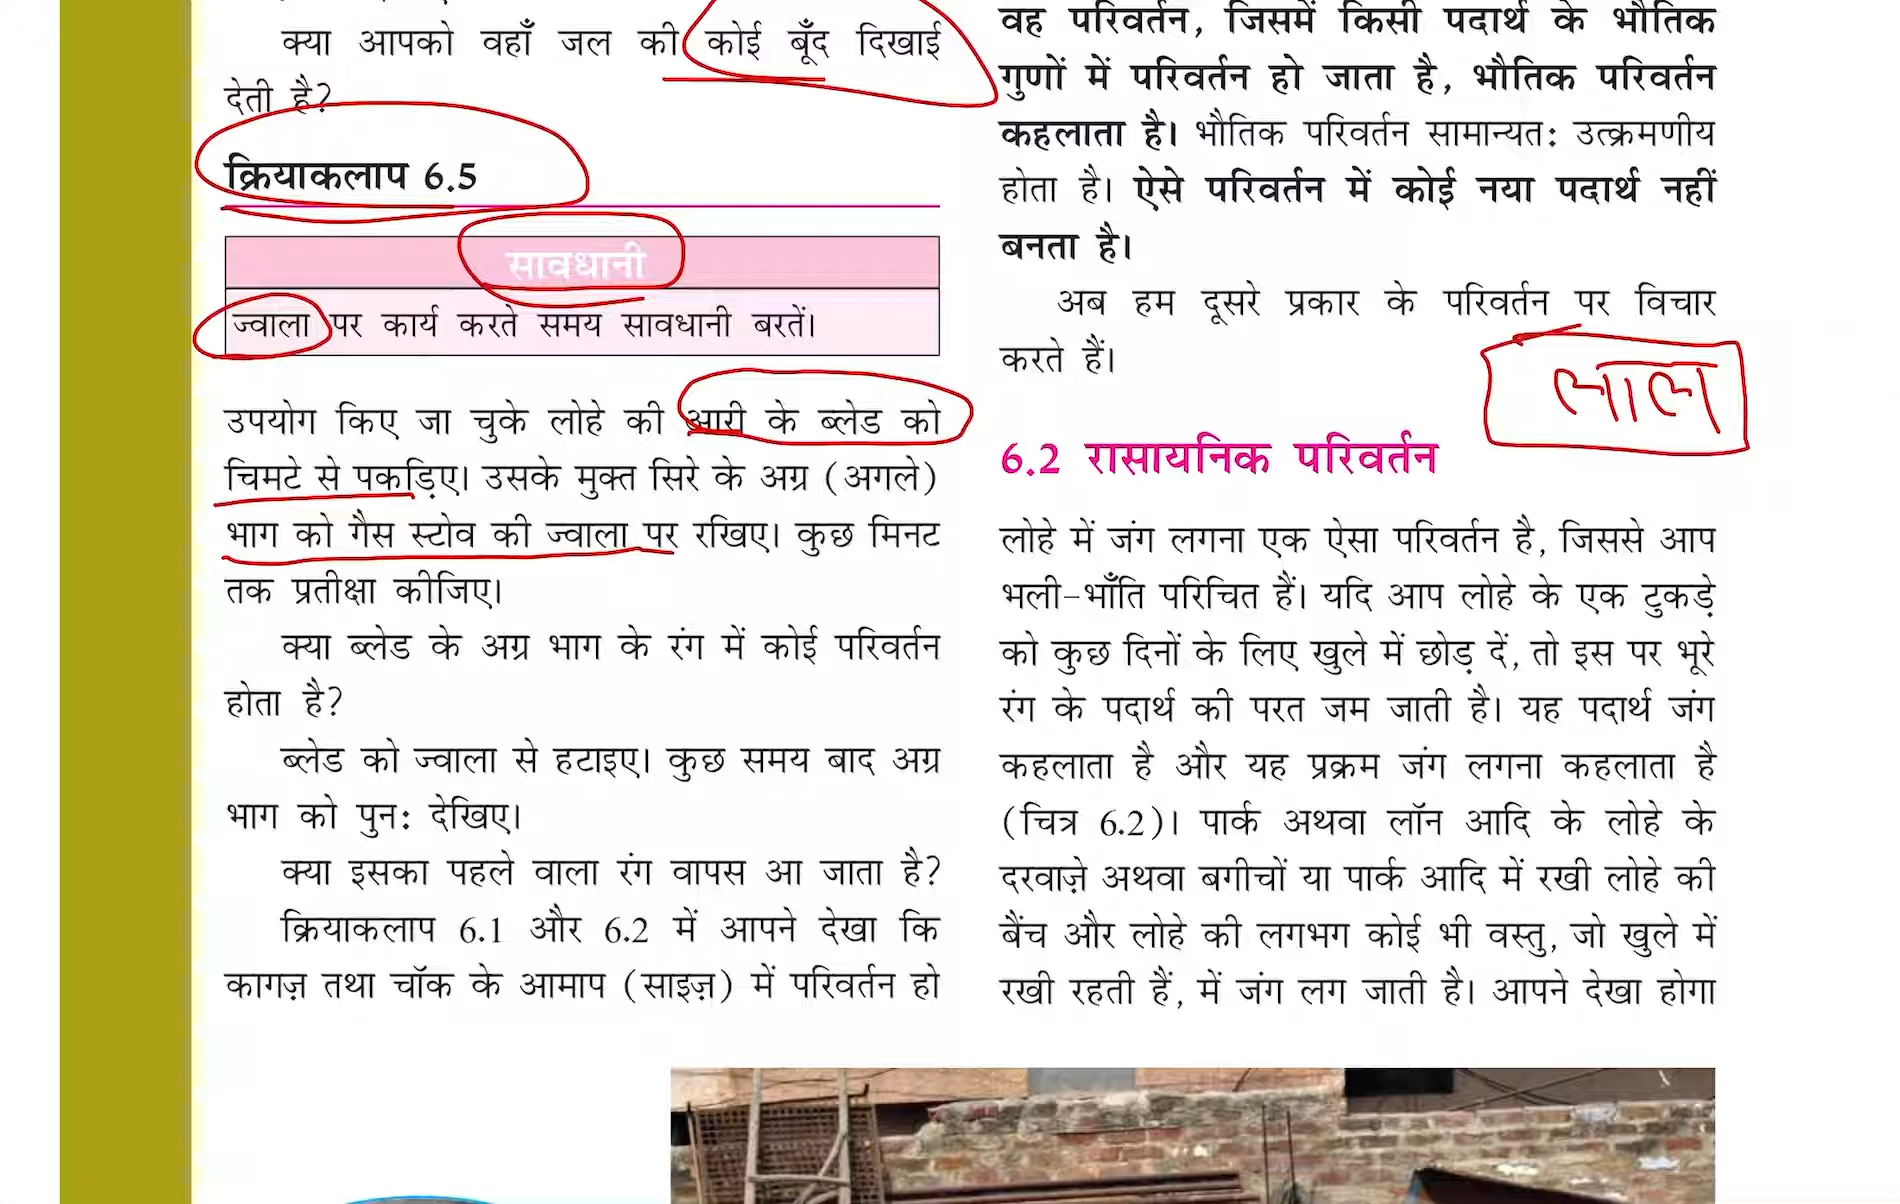 क्या आपको वहाँ जल की कोई बूँद दिखाई
देती है?
क्रियाकलाप 6.5
सावधानी
ज्वाला पर कार्य करते समय सावधानी बरतें।
उपयोग किए जा चुके लोहे की आरी के ब्लेड को
चिमटे से पकड़िए। उसके मुक्त सिरे के अग्र (अगले)
भाग को गैस स्टोव की ज्वाला पर रखिए। कुछ मिनट
तक प्रतीक्षा कीजिए।
क्या ब्लेड के अग्र भाग के रंग में कोई परिवर्तन
होता है?
ब्लेड को ज्वाला से हटाइए। कुछ समय बाद अग्र
भाग को पुन: देखिए।
क्या इसका पहले वाला रंग वापस आ जाता है?
क्रियाकलाप 6.1 और 6.2 में आपने देखा कि
कागज़ तथा चॉक के आमाप (साइज़) में परिवर्तन हो
वह परिवर्तन, जिसमें किसी पदार्थ के भौतिक
गुणों में परिवर्तन हो जाता है, भौतिक परिवर्तन
कहलाता है। भौतिक परिवर्तन सामान्यत: उत्क्रमणीय
होता है। ऐसे परिवर्तन में कोई नया पदार्थ नहीं
बनता है।
अब हम दूसरे प्रकार के परिवर्तन पर विचार
करते हैं।
लाल
6.2 रासायनिक परिवर्तन
लोहे में जंग लगना एक ऐसा परिवर्तन है, जिससे आप
भली-भाँति परिचित हैं। यदि आप लोहे के एक टुकड़े
को कुछ दिनों के लिए खुले में छोड़ दें, तो इस पर भूरे
रंग के पदार्थ की परत जम जाती है। यह पदार्थ जंग
कहलाता है और यह प्रक्रम जंग लगना कहलाता है
(चित्र 6.2)। पार्क अथवा लॉन आदि के लोहे के
दरवाज़े अथवा बगीचों या पार्क आदि में रखी लोहे की
बैंच और लोहे की लगभग कोई भी वस्तु, जो खुले में
रखी रहती हैं, में जंग लग जाती है। आपने देखा होगा